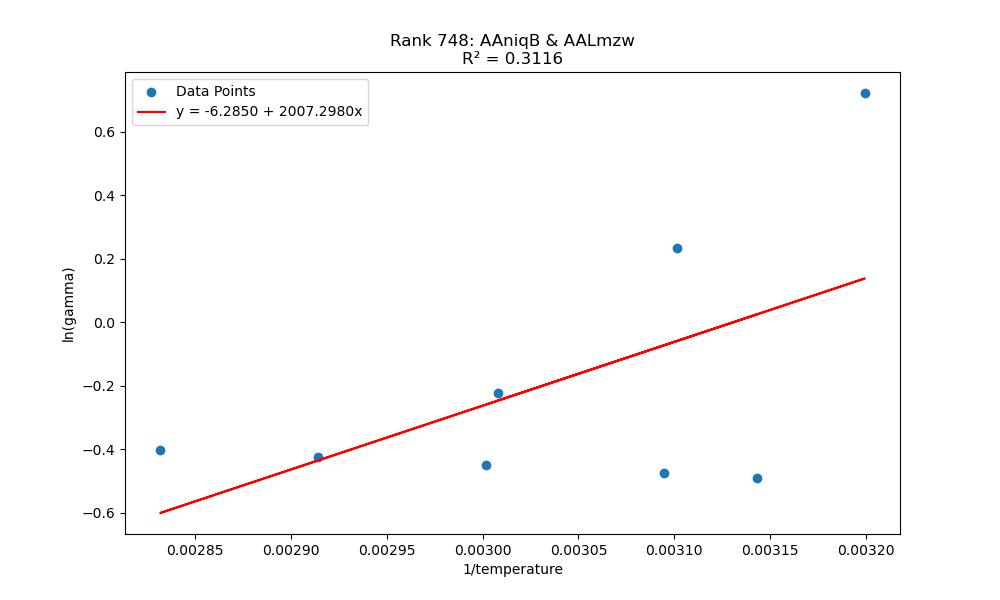 Rank 748: AAniqB & AALmzw
R² = 0.3116
Data Points
y = -6.2850 + 2007.2980x
ln(gamma)
0.6
0.4
0.2
0.0
−0.2
−0.4
−0.6
0.00285 0.00290 0.00295 0.00300 0.00305 0.00310 0.00315 0.00320
1/temperature